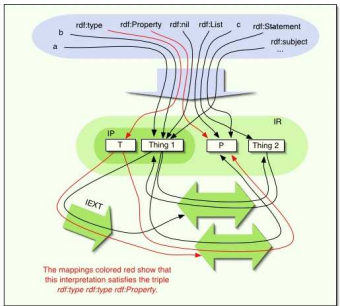 rdf:type rdf:Property rdf:nil rdf:List c rdf:Statement
b
rdf:subject
a
...
IR
IP
T Thing 1 P Thing 2
IEXT
The mappings colored red show that
this interpretation satisfies the triple
rdf:type rdf:type rdf:Property.